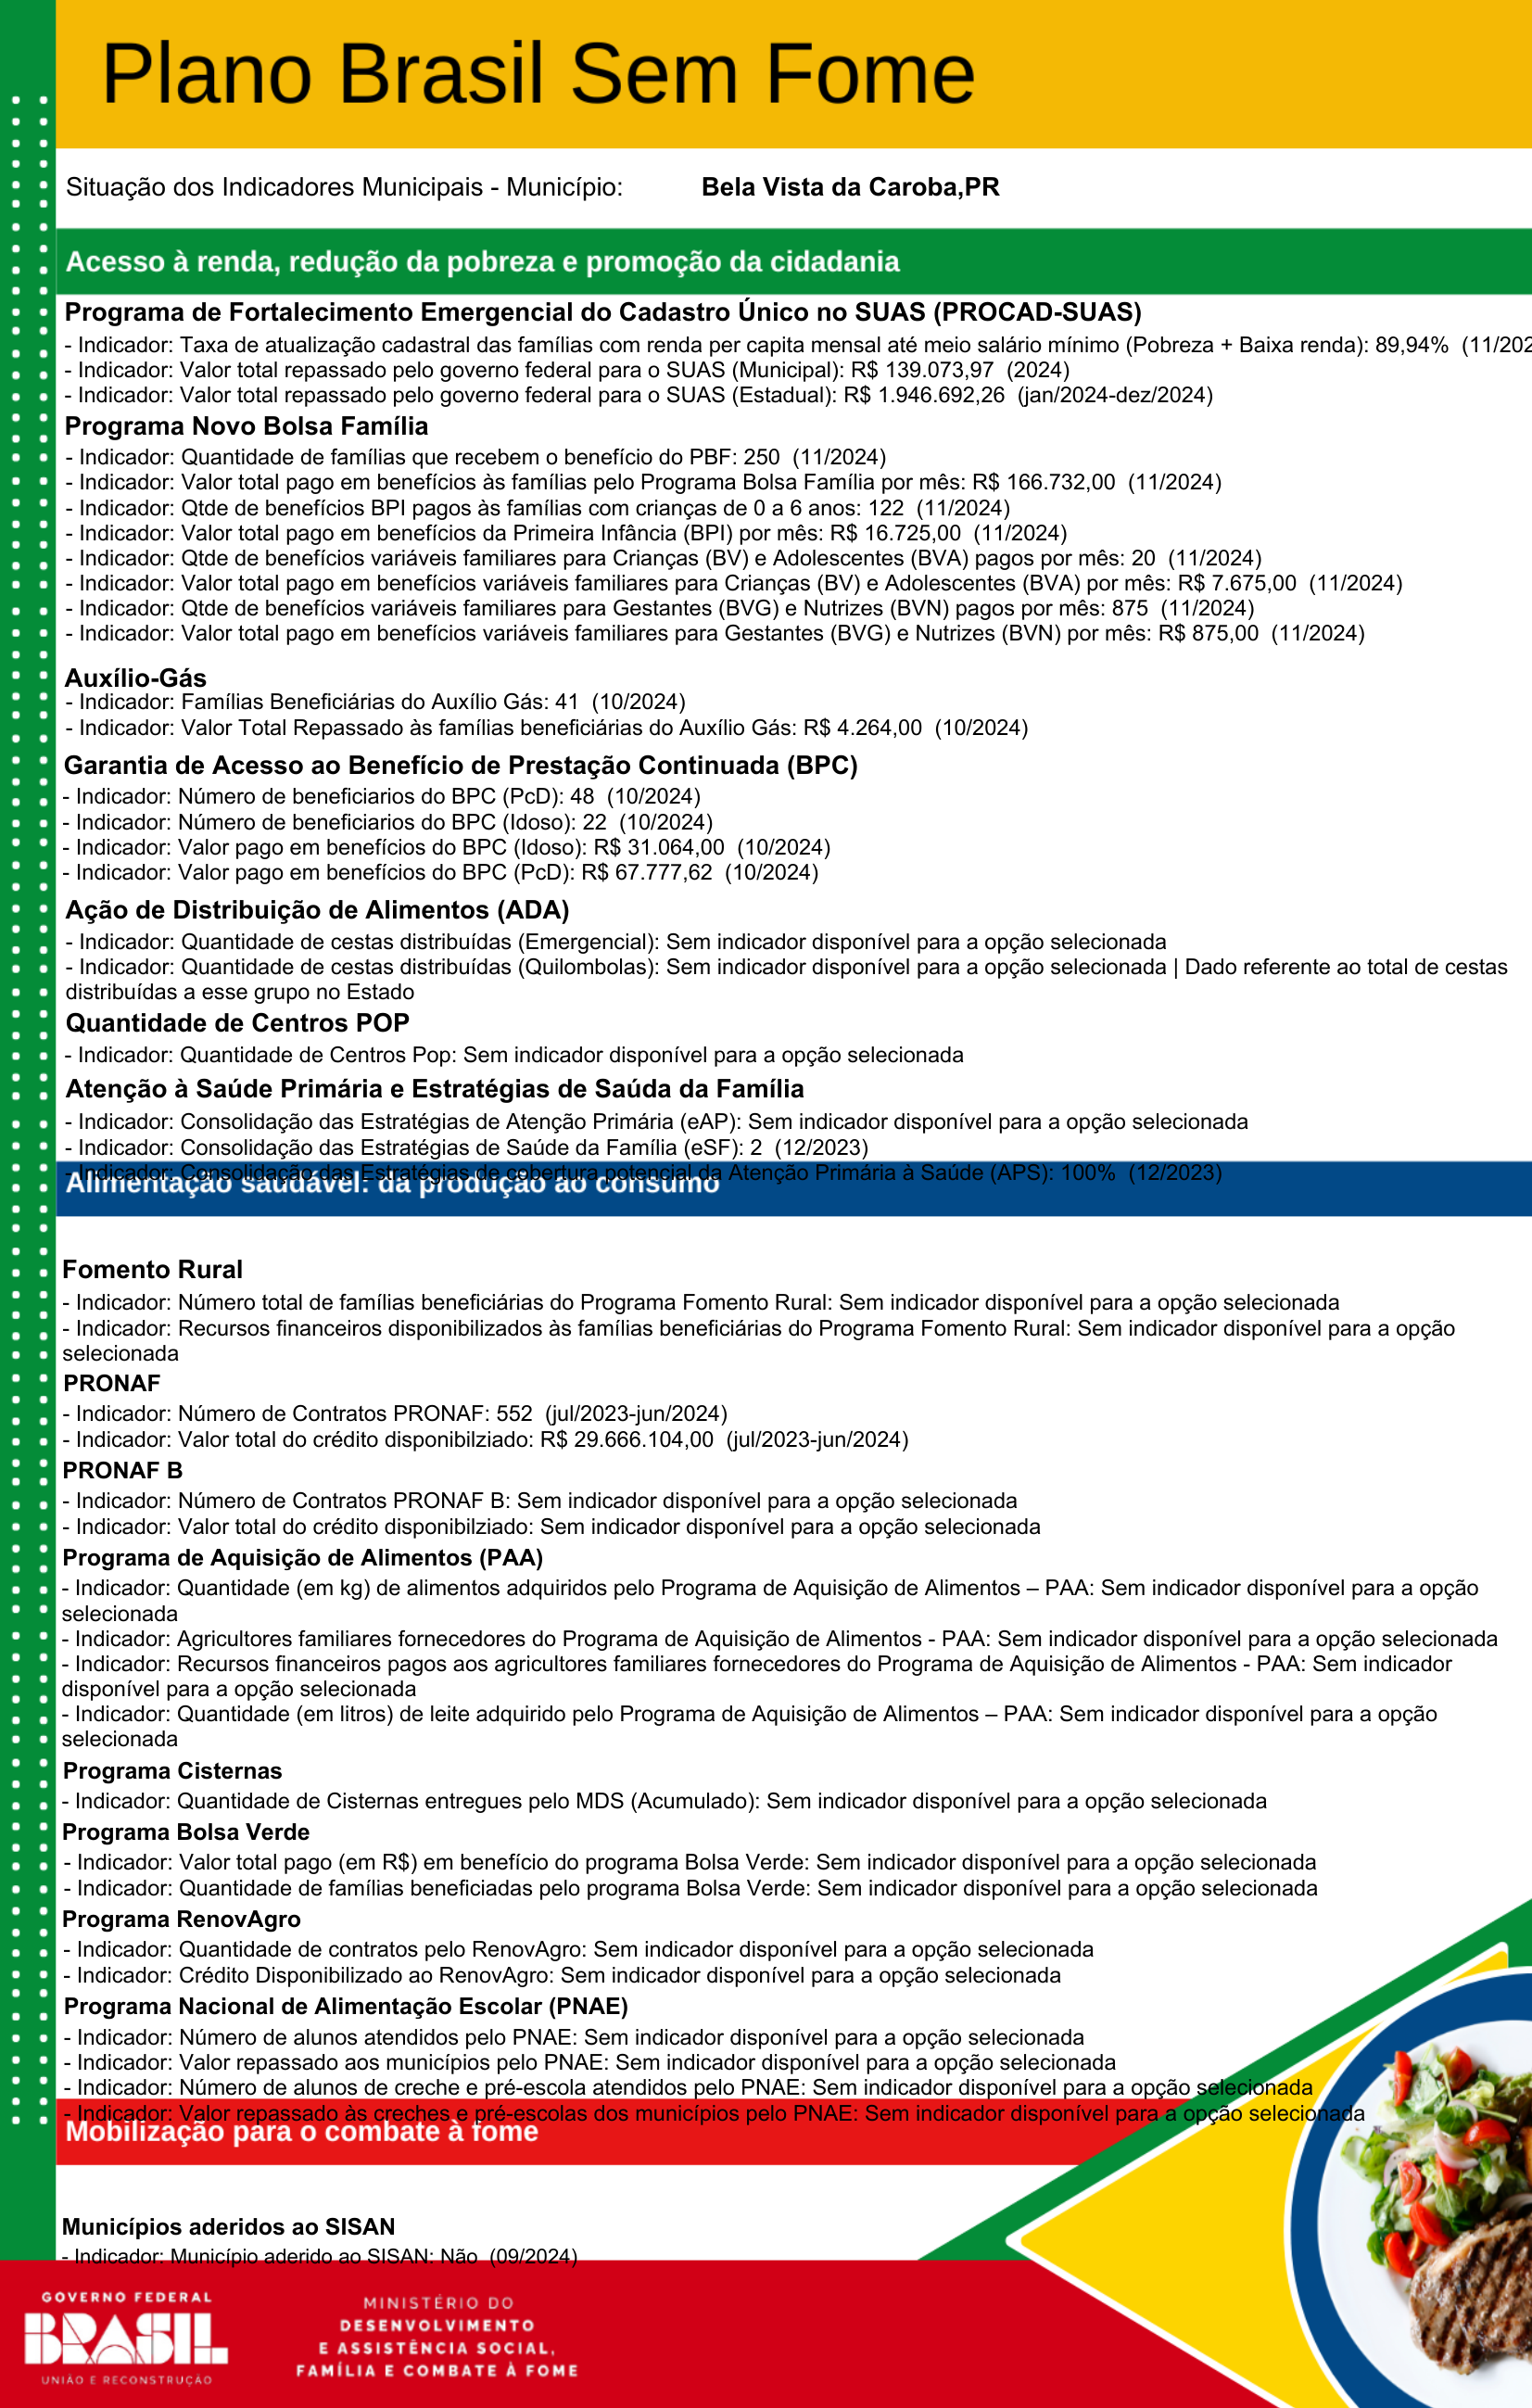 Plano Brasil Sem Fome
Situação dos Indicadores Municipais - Município: Bela Vista da Caroba,PR
Acesso à renda, redução da pobreza e promoção da cidadania
Programa de Fortalecimento Emergencial do Cadastro Único no SUAS (PROCAD-SUAS)
- Indicador: Taxa de atualização cadastral das famílias com renda per capita mensal até meio salário mínimo (Pobreza + Baixa renda): 89,94% (11/202
- Indicador: Valor total repassado pelo governo federal para o SUAS (Municipal): R$ 139.073,97 (2024)
- Indicador: Valor total repassado pelo governo federal para o SUAS (Estadual): R$ 1.946.692,26 (jan/2024-dez/2024)
Programa Novo Bolsa Família
- Indicador: Quantidade de famílias que recebem o benefício do PBF: 250 (11/2024)
- Indicador: Valor total pago em benefícios às famílias pelo Programa Bolsa Família por mês: R$ 166.732,00 (11/2024)
- Indicador: Qtde de benefícios BPI pagos às famílias com crianças de 0 a 6 anos: 122 (11/2024)
- Indicador: Valor total pago em benefícios da Primeira Infância (BPI) por mês: R$ 16.725,00 (11/2024)
- Indicador: Qtde de benefícios variáveis familiares para Crianças (BV) e Adolescentes (BVA) pagos por mês: 20 (11/2024)
- Indicador: Valor total pago em benefícios variáveis familiares para Crianças (BV) e Adolescentes (BVA) por mês: R$ 7.675,00 (11/2024)
- Indicador: Qtde de benefícios variáveis familiares para Gestantes (BVG) e Nutrizes (BVN) pagos por mês: 875 (11/2024)
- Indicador: Valor total pago em benefícios variáveis familiares para Gestantes (BVG) e Nutrizes (BVN) por mês: R$ 875,00 (11/2024)
Auxílio-Gás
- Indicador: Famílias Beneficiárias do Auxílio Gás: 41 (10/2024)
- Indicador: Valor Total Repassado às famílias beneficiárias do Auxílio Gás: R$ 4.264,00 (10/2024)
Garantia de Acesso ao Benefício de Prestação Continuada (BPC)
- Indicador: Número de beneficiarios do BPC (PcD): 48 (10/2024)
- Indicador: Número de beneficiarios do BPC (Idoso): 22 (10/2024)
- Indicador: Valor pago em benefícios do BPC (Idoso): R$ 31.064,00 (10/2024)
- Indicador: Valor pago em benefícios do BPC (PcD): R$ 67.777,62 (10/2024)
Ação de Distribuição de Alimentos (ADA)
- Indicador: Quantidade de cestas distribuídas (Emergencial): Sem indicador disponível para a opção selecionada
- Indicador: Quantidade de cestas distribuídas (Quilombolas): Sem indicador disponível para a opção selecionada | Dado referente ao total de cestas
distribuídas a esse grupo no Estado
Quantidade de Centros POP
- Indicador: Quantidade de Centros Pop: Sem indicador disponível para a opção selecionada
Atenção à Saúde Primária e Estratégias de Saúda da Família
- Indicador: Consolidação das Estratégias de Atenção Primária (eAP): Sem indicador disponível para a opção selecionada
- Indicador: Consolidação das Estratégias de Saúde da Família (eSF): 2 (12/2023)
- Indicador: Consolidação das Estratégias de cobertura potencial da Atenção Primária à Saúde (APS): 100% (12/2023)
Alimentação saudável: da produção ao consumo
Fomento Rural
- Indicador: Número total de famílias beneficiárias do Programa Fomento Rural: Sem indicador disponível para a opção selecionada
- Indicador: Recursos financeiros disponibilizados às famílias beneficiárias do Programa Fomento Rural: Sem indicador disponível para a opção
selecionada
PRONAF
- Indicador: Número de Contratos PRONAF: 552 (jul/2023-jun/2024)
- Indicador: Valor total do crédito disponibilziado: R$ 29.666.104,00 (jul/2023-jun/2024)
PRONAF B
- Indicador: Número de Contratos PRONAF B: Sem indicador disponível para a opção selecionada
- Indicador: Valor total do crédito disponibilziado: Sem indicador disponível para a opção selecionada
Programa de Aquisição de Alimentos (PAA)
- Indicador: Quantidade (em kg) de alimentos adquiridos pelo Programa de Aquisição de Alimentos – PAA: Sem indicador disponível para a opção
selecionada
- Indicador: Agricultores familiares fornecedores do Programa de Aquisição de Alimentos - PAA: Sem indicador disponível para a opção selecionada
- Indicador: Recursos financeiros pagos aos agricultores familiares fornecedores do Programa de Aquisição de Alimentos - PAA: Sem indicador
disponível para a opção selecionada
- Indicador: Quantidade (em litros) de leite adquirido pelo Programa de Aquisição de Alimentos – PAA: Sem indicador disponível para a opção
selecionada
Programa Cisternas
- Indicador: Quantidade de Cisternas entregues pelo MDS (Acumulado): Sem indicador disponível para a opção selecionada
Programa Bolsa Verde
- Indicador: Valor total pago (em R$) em benefício do programa Bolsa Verde: Sem indicador disponível para a opção selecionada
- Indicador: Quantidade de famílias beneficiadas pelo programa Bolsa Verde: Sem indicador disponível para a opção selecionada
Programa RenovAgro
- Indicador: Quantidade de contratos pelo RenovAgro: Sem indicador disponível para a opção selecionada
- Indicador: Crédito Disponibilizado ao RenovAgro: Sem indicador disponível para a opção selecionada
Programa Nacional de Alimentação Escolar (PNAE)
- Indicador: Número de alunos atendidos pelo PNAE: Sem indicador disponível para a opção selecionada
- Indicador: Valor repassado aos municípios pelo PNAE: Sem indicador disponível para a opção selecionada
- Indicador: Número de alunos de creche e pré-escola atendidos pelo PNAE: Sem indicador disponível para a opção selecionada
- Indicador: Valor repassado às creches e pré-escolas dos municípios pelo PNAE: Sem indicador disponível para a opção selecionada
Mobilização para o combate à fome
Municípios aderidos ao SISAN
- Indicador: Município aderido ao SISAN: Não (09/2024)
GOVERNO FEDERAL
BRASIL
UNIÃO E RECONSTRUÇÃO
MINISTÉRIO DO
DESENVOLVIMENTO
E ASSISTÊNCIA SOCIAL,
FAMÍLIA E COMBATE À FOME